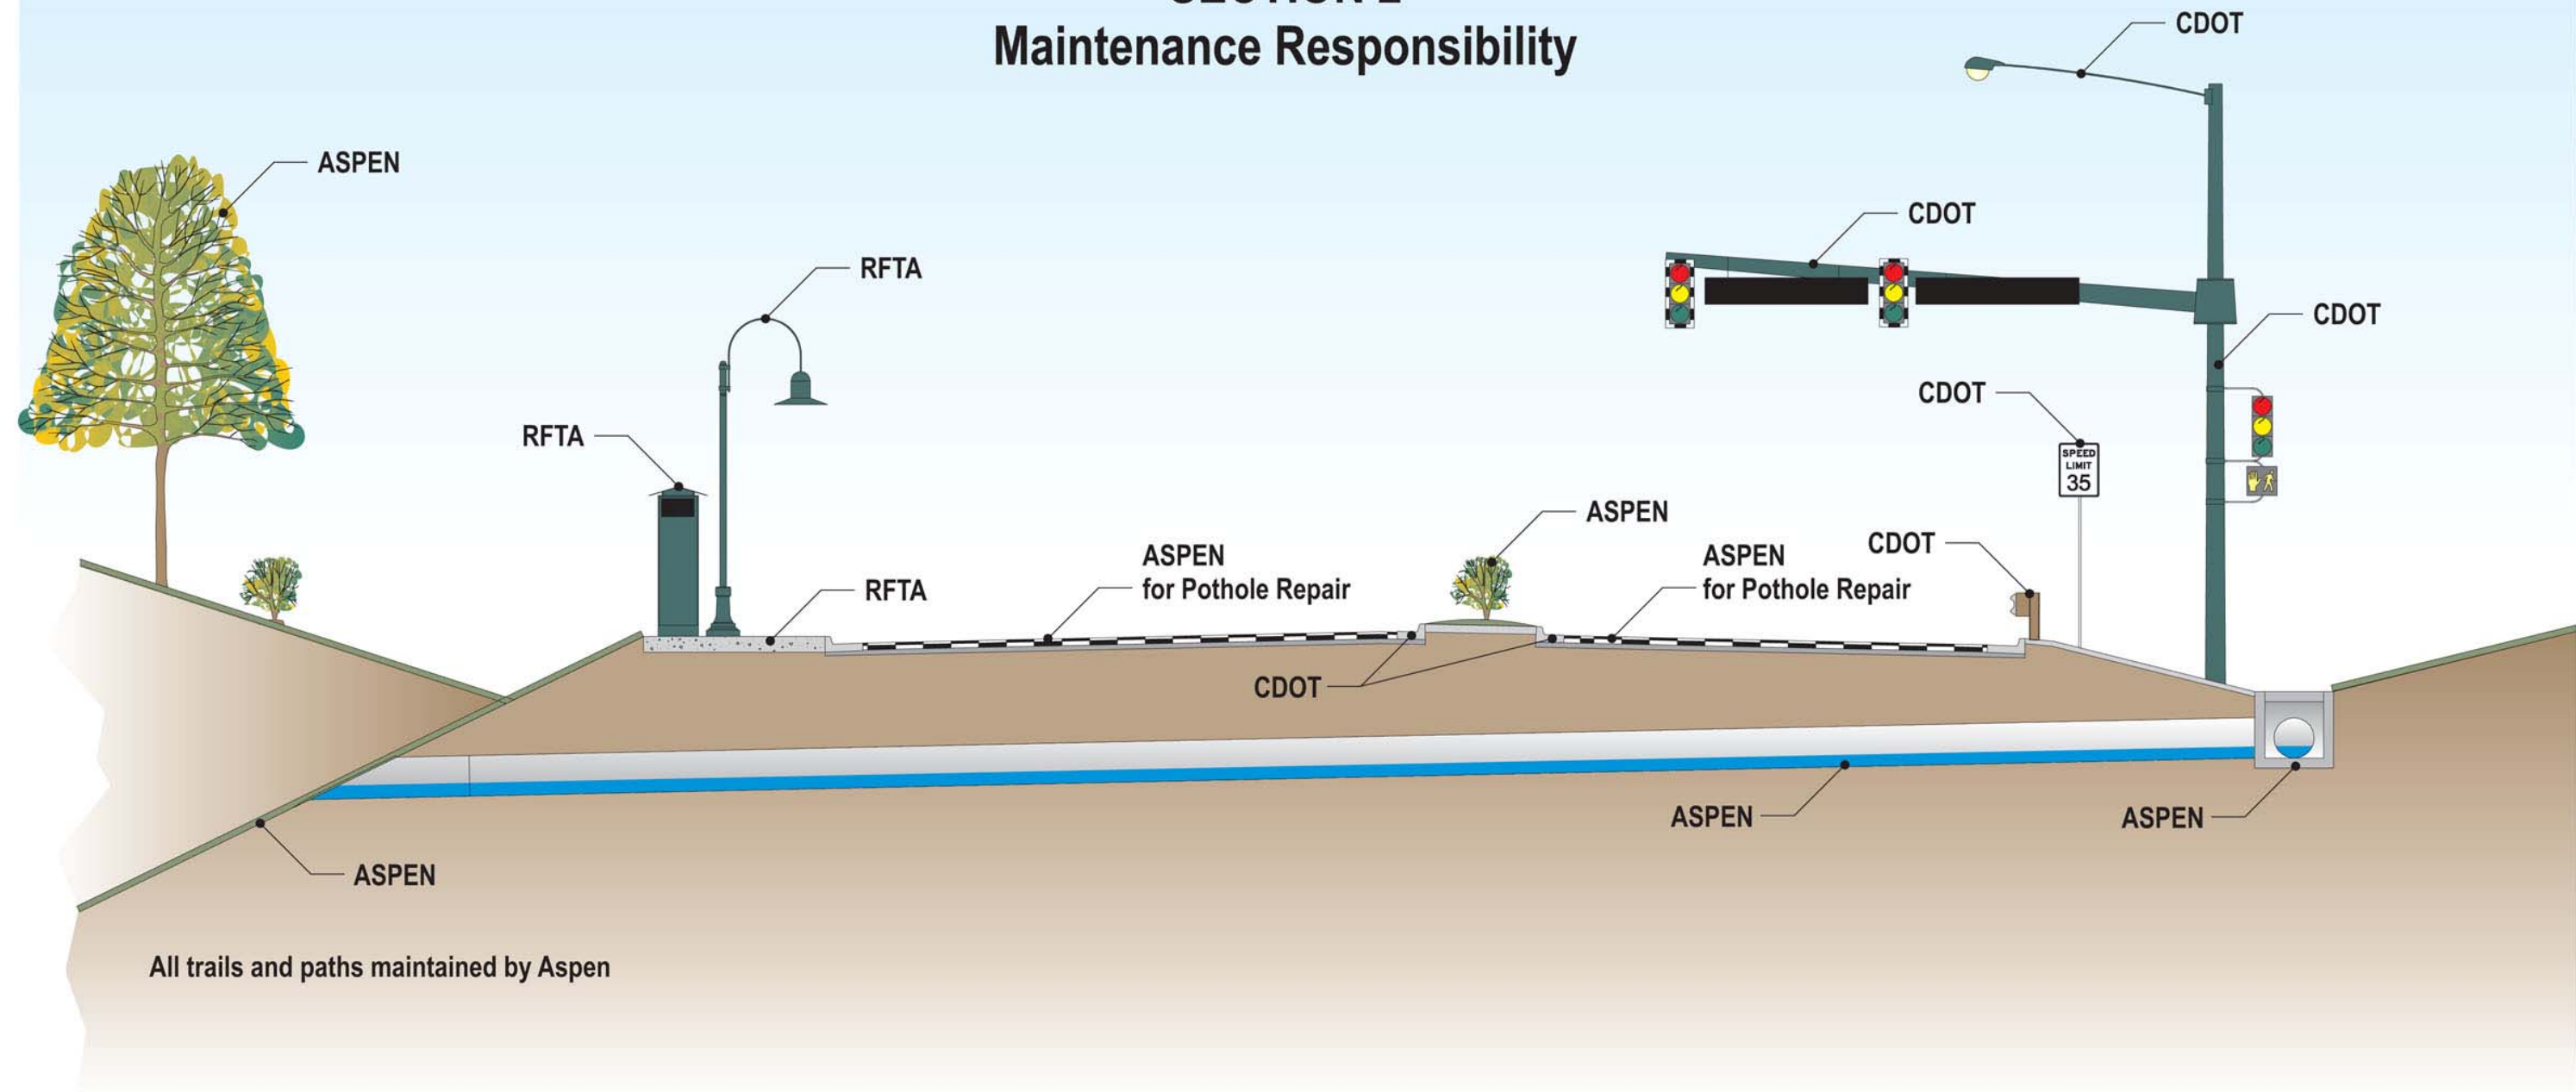 Maintenance Responsibility
CDOT
ASPEN
CDOT
RFTA
CDOT
CDOT
RFTA
SPEED
LIMIT
35
ASPEN
CDOT
ASPEN
for Pothole Repair
ASPEN
for Pothole Repair
RFTA
CDOT
ASPEN
ASPEN
ASPEN
All trails and paths maintained by Aspen